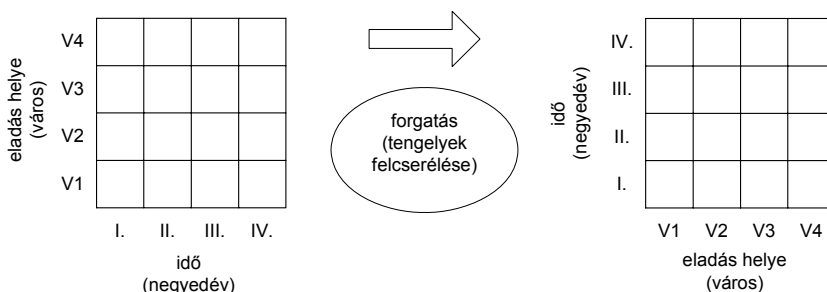 eladás helye
(város)
V4
V3
V2
V1
I. II. III. IV.
idő
(negyedév)
forgatás
(tengelyek
felcserélése)
idő
(negyedév)
IV.
III.
II.
I.
V1 V2 V3 V4
eladás helye
(város)